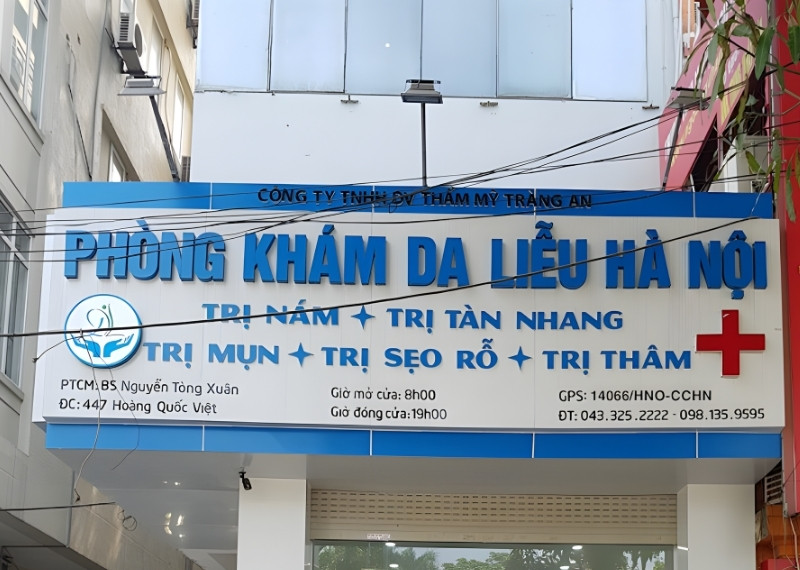 CÔNG TY TNHH DV THẨM MỸ TRÀNG AN
PHÒNG KHÁM DA LIỄU HÀ NỘI
TRỊ NÁM ✦ TRỊ TÀN NHANG
TRỊ MỤN ✦ TRỊ SẸO RỖ ✦ TRỊ THÂM
PTCM: BS Nguyễn Tòng Xuân
ĐC: 447 Hoàng Quốc Việt
Giờ mở cửa: 8h00
Giờ đóng cửa: 19h00
GPS: 14066/HNO-CCHN
ĐT: 043.325.2222 - 098.135.9595